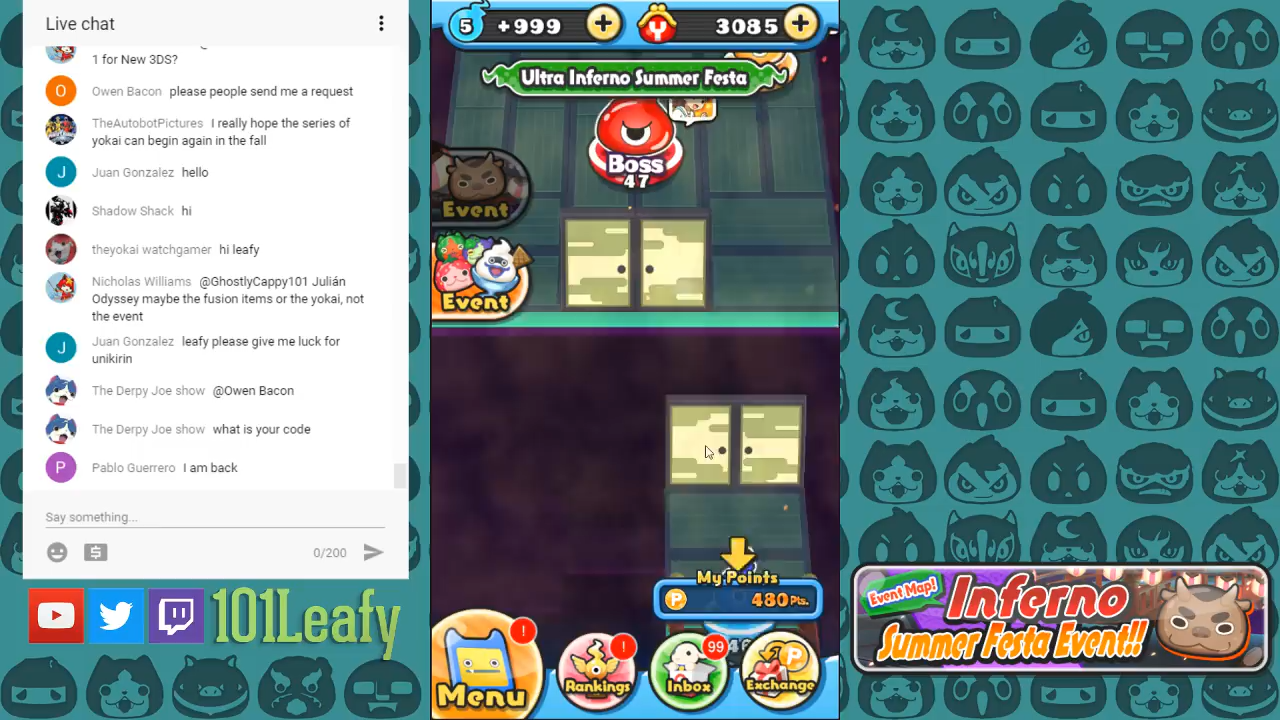 Live chat
1 for New 3DS?
O Owen Bacon please people send me a request
TheAutobotPictures I really hope the series of
yokai can begin again in the fall
J Juan Gonzalez hello
Shadow Shack hi
theyokai watchgamer hi leafy
Nicholas Williams @GhostlyCappy101 Julián
Odyssey maybe the fusion items or the yokai, not
the event
J Juan Gonzalez leafy please give me luck for
unikirin
The Derpy Joe show @Owen Bacon
The Derpy Joe show what is your code
P Pablo Guerrero I am back
Say something...
0/200
101Leafy
5 +999
Y 3085
Ultra Inferno Summer Festa
Boss
47
Event
Event
My Points
P 480Pts.
Menu
!
Rankings
!
Inbox
99
Exchange
P
Event Map!
Inferno
Summer Festa Event!!